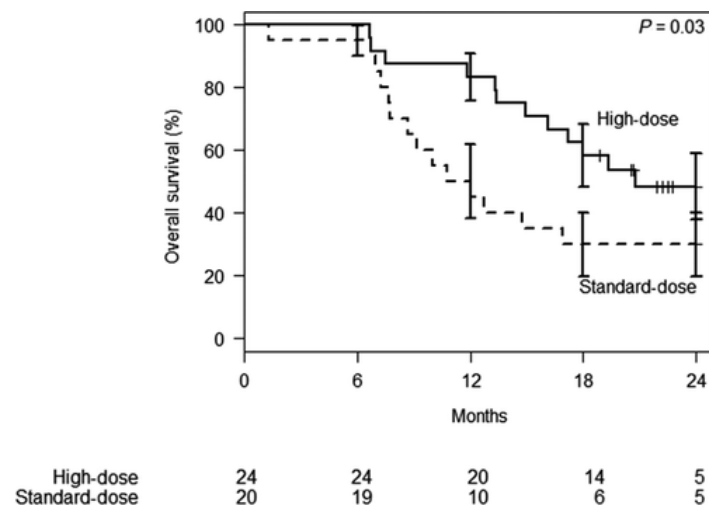 100
P = 0.03
80
High-dose
60
40
20
Standard-dose
0
Overall survival (%)
0 6 12 18 24
Months
High-dose 24 24 20 14 5
Standard-dose 20 19 10 6 5